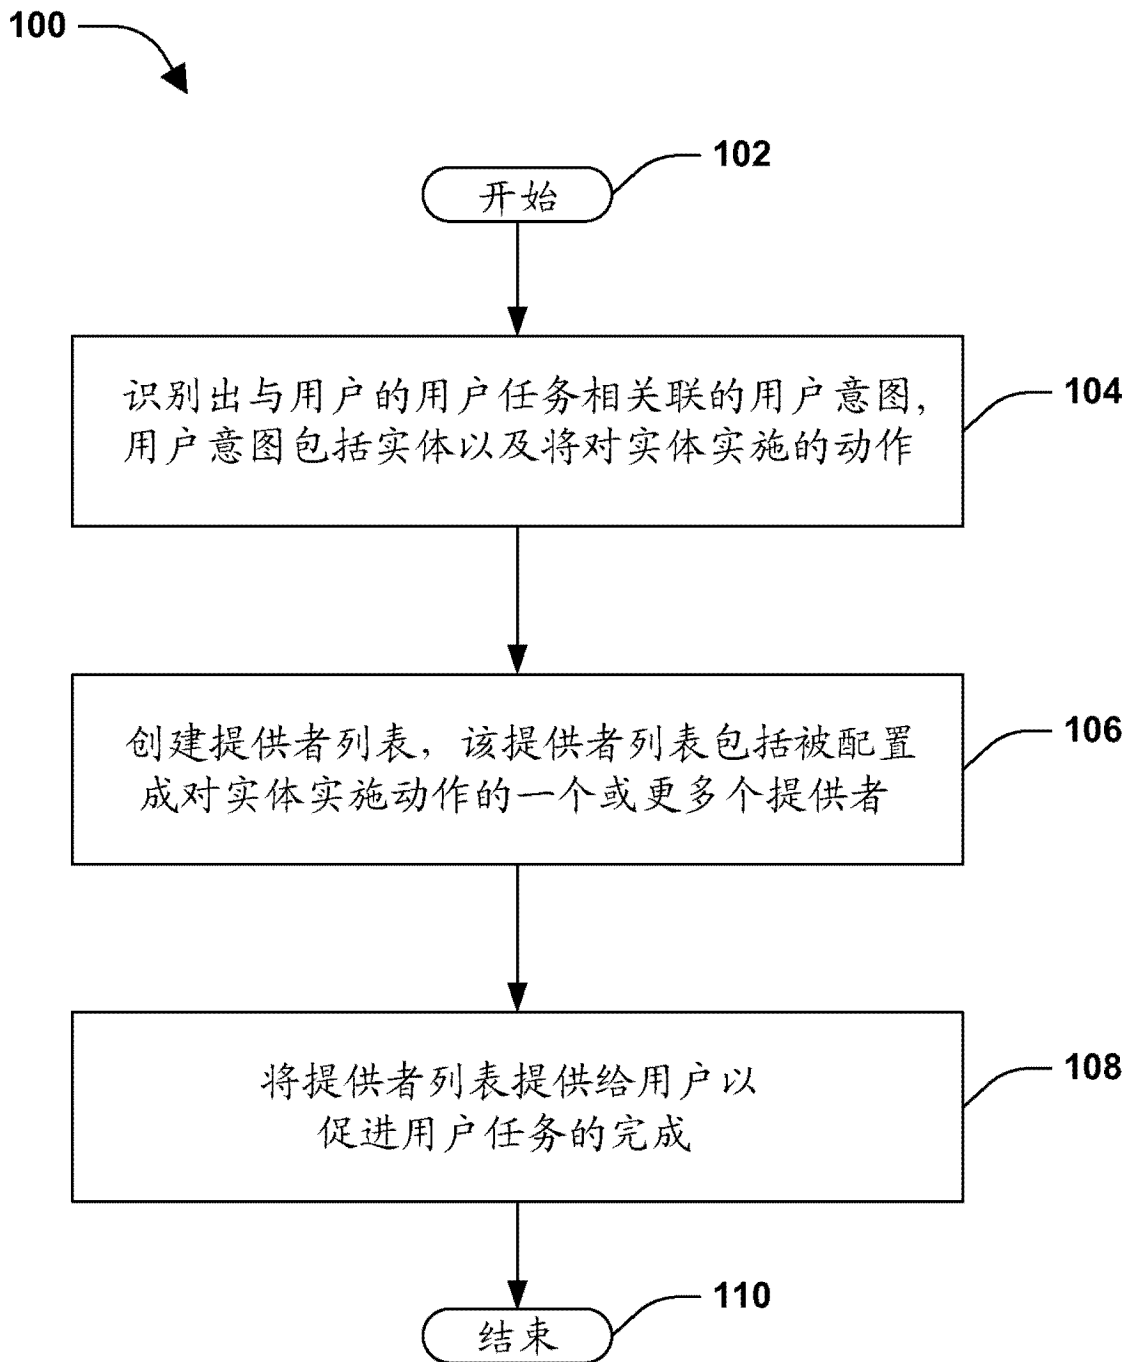 100
102
开始
104
识别出与用户的用户任务相关联的用户意图,
用户意图包括实体以及将对实体实施的动作
106
创建提供者列表, 该提供者列表包括被配置
成对实体实施动作的一个或更多个提供者
108
将提供者列表提供给用户以
促进用户任务的完成
110
结束